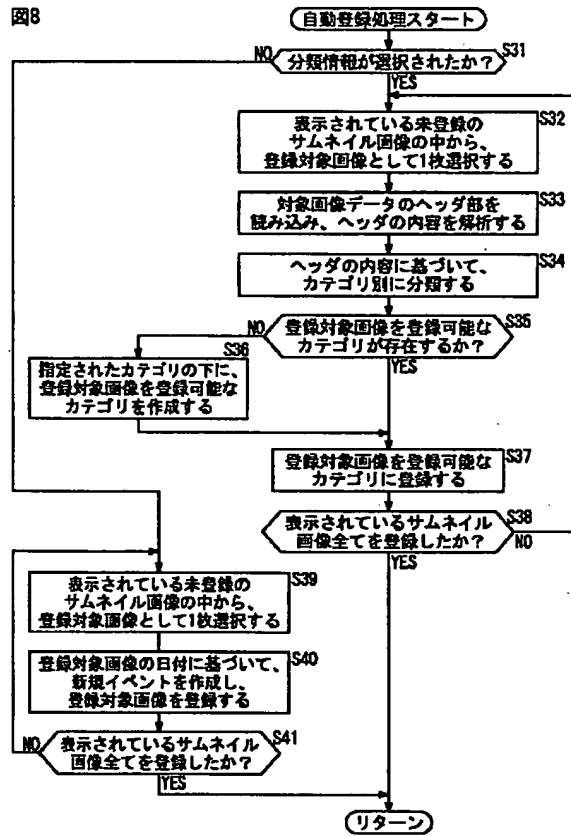 図8
自動登録処理スタート
分類情報が選択されたか?
S31
NO
YES
表示されている未登録の
サムネイル画像の中から、
登録対象画像として1枚選択する
S32
対象画像データのヘッダ部を
読み込み、ヘッダの内容を解析する
S33
ヘッダの内容に基づいて、
カテゴリ別に分類する
S34
登録対象画像を登録可能な
カテゴリが存在するか?
S35
NO
YES
S36
指定されたカテゴリの下に、
登録対象画像を登録可能な
カテゴリを作成する
登録対象画像を登録可能な
カテゴリに登録する
S37
表示されているサムネイル
画像全てを登録したか?
S38
NO
YES
表示されている未登録の
サムネイル画像の中から、
登録対象画像として1枚選択する
S39
登録対象画像の日付に基づいて、
新規イベントを作成し、
登録対象画像を登録する
S40
表示されているサムネイル
画像全てを登録したか?
S41
NO
YES
リターン